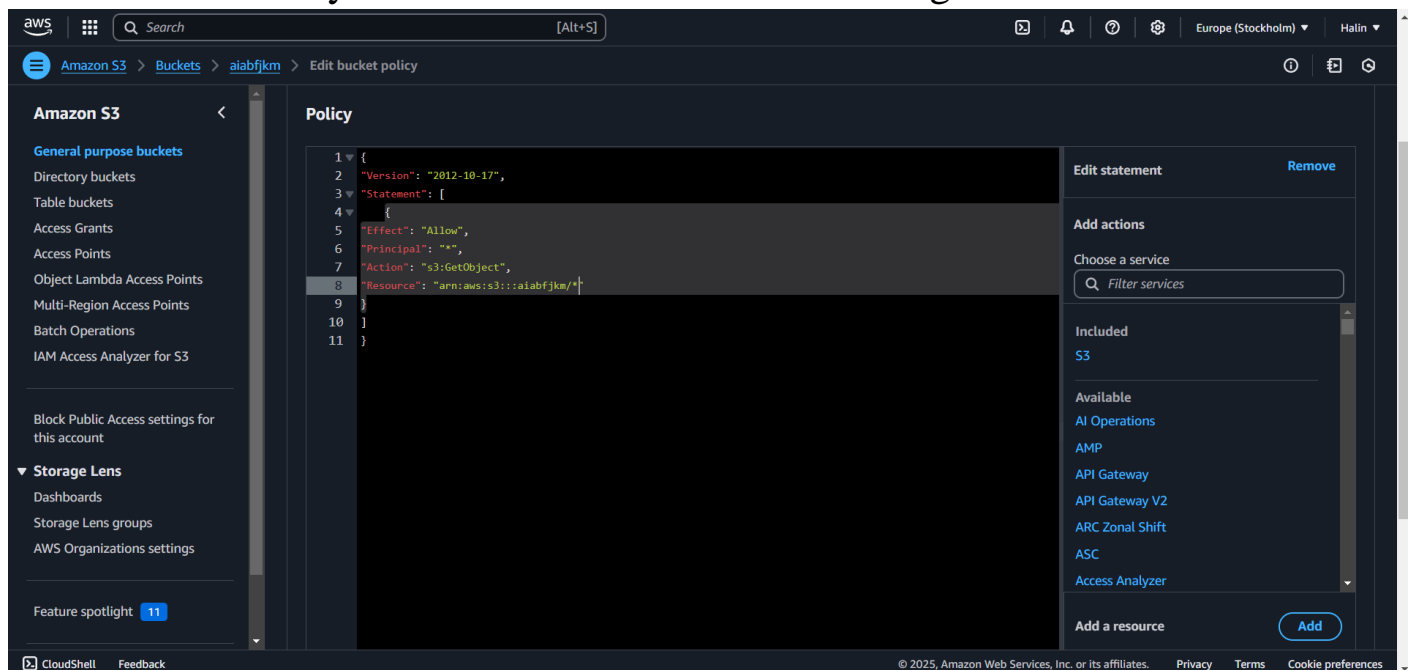 aws
Search
[Alt+S]
Europe (Stockholm)
Halin
Amazon S3 > Buckets > aiabfjkm > Edit bucket policy
Amazon S3
General purpose buckets
Directory buckets
Table buckets
Access Grants
Access Points
Object Lambda Access Points
Multi-Region Access Points
Batch Operations
IAM Access Analyzer for S3
Block Public Access settings for
this account
Storage Lens
Dashboards
Storage Lens groups
AWS Organizations settings
Feature spotlight 11
Policy
1 {
2 "Version": "2012-10-17",
3 "Statement": [
4 {
5 "Effect": "Allow",
6 "Principal": "*",
7 "Action": "s3:GetObject",
8 "Resource": "arn:aws:s3:::aiabfjkm/*"
9 }
10 ]
11 }
Edit statement
Remove
Add actions
Choose a service
Filter services
Included
S3
Available
AI Operations
AMP
API Gateway
API Gateway V2
ARC Zonal Shift
ASC
Access Analyzer
Add a resource
Add
CloudShell
Feedback
© 2025, Amazon Web Services, Inc. or its affiliates.
Privacy
Terms
Cookie preferences